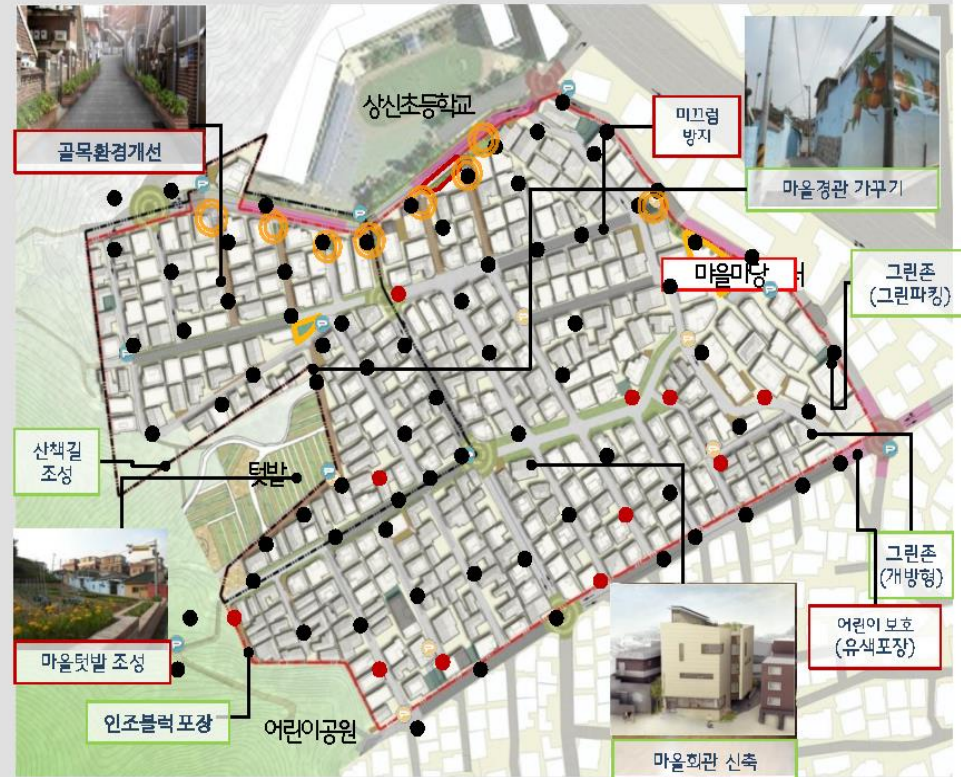 상신초등학교
미끄럼
방지
골목환경개선
마을경관 가꾸기
마을마당
그린존
(그린파킹)
산책길
조성
텃밭
그린존
(개방형)
어린이 보호
(유색포장)
마을텃밭 조성
인조블럭포장
어린이공원
마을회관 신축